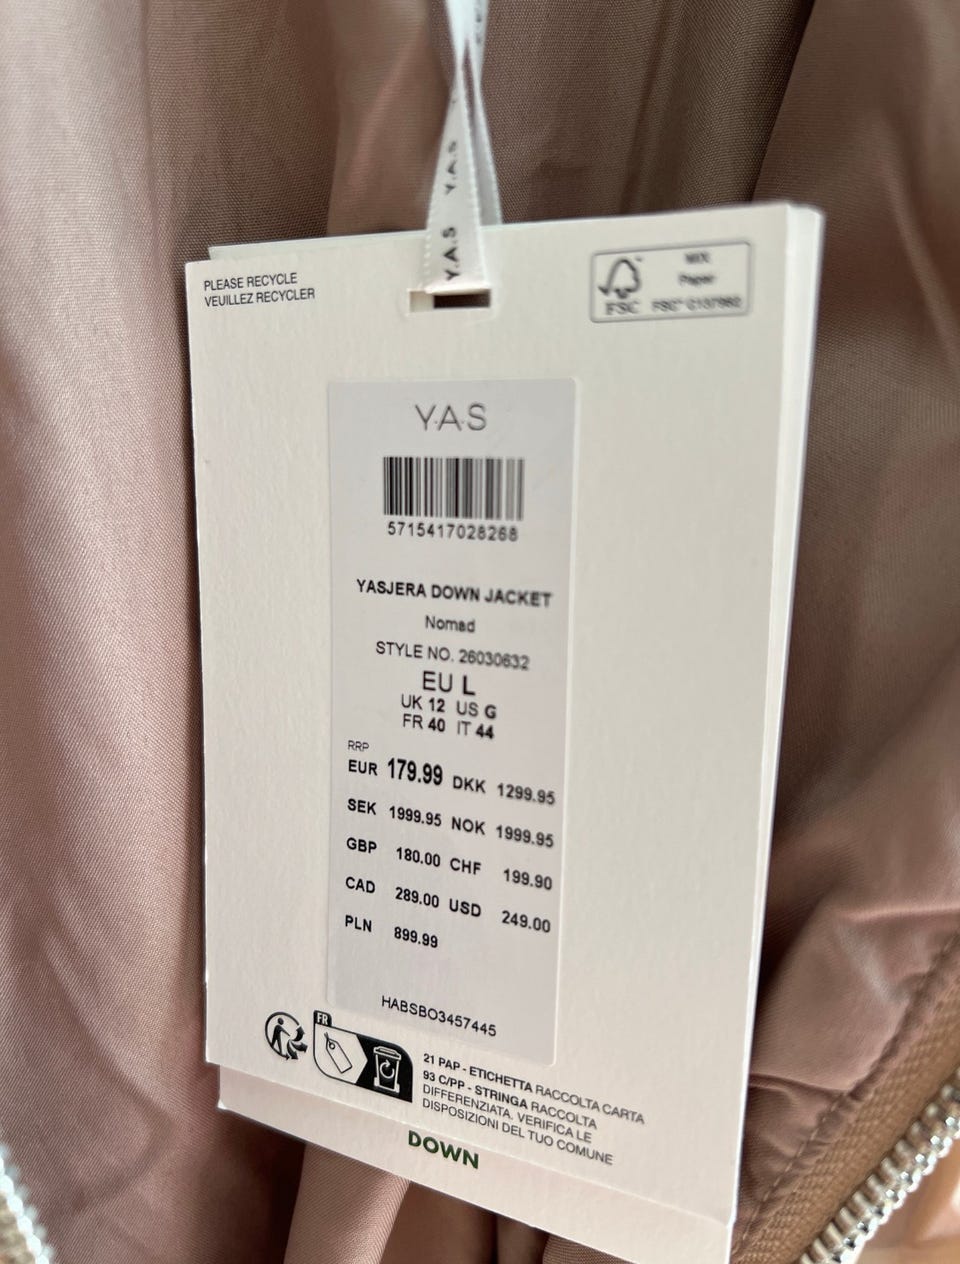 Y.A.S
Y.A.S
PLEASE RECYCLE
VEUILLEZ RECYCLER
MIX
Paper
FSC
Y.A.S
5715417028268
YASJERA DOWN JACKET
Nomad
STYLE NO. 26030632
EU L
UK 12 US G
FR 40 IT 44
RRP
EUR 179.99 DKK 1299.95
SEK 1999.95 NOK 1999.95
GBP 180.00 CHF 199.90
CAD 289.00 USD 249.00
PLN 899.99
HABSBO3457445
FR
21 PAP - ETICHETTA RACCOLTA CARTA
93 C/PP - STRINGA RACCOLTA
DIFFERENZIATA. VERIFICA LE
DISPOSIZIONI DEL TUO COMUNE
DOWN